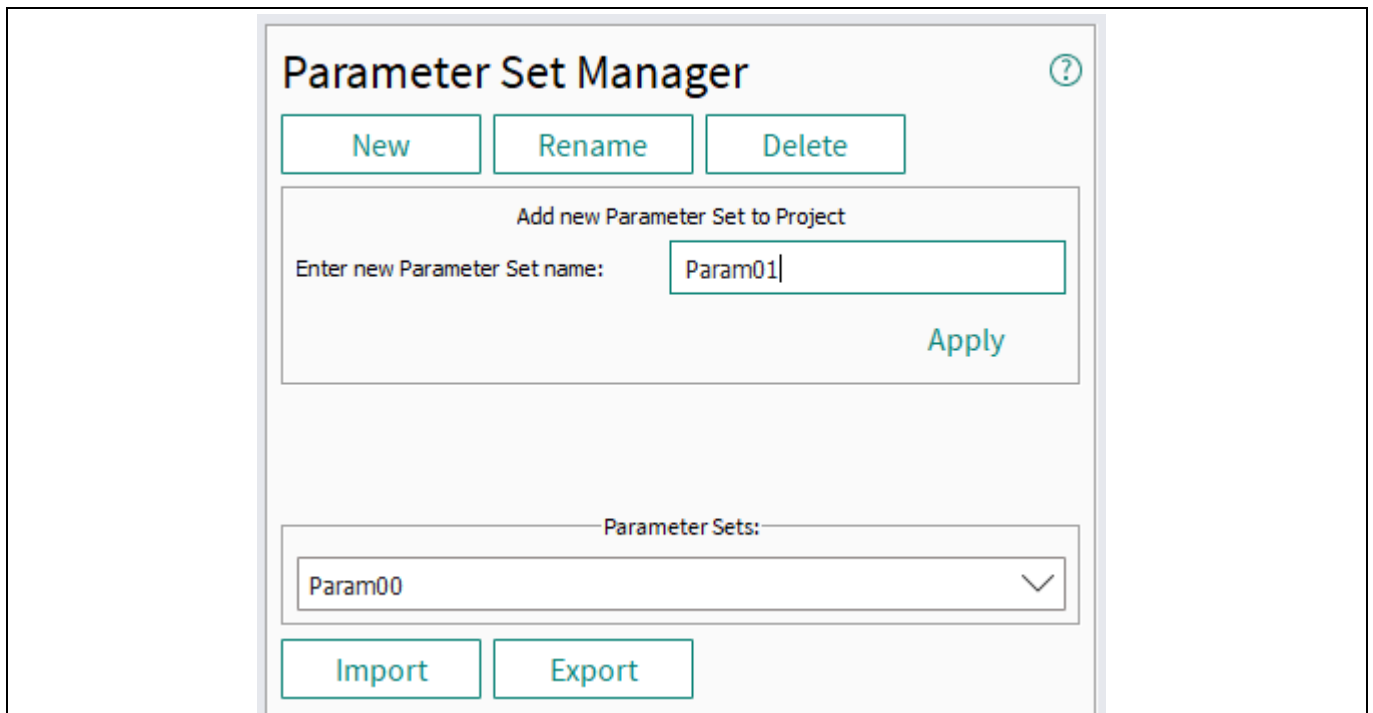 Parameter Set Manager ?
New Rename Delete
Add new Parameter Set to Project
Enter new Parameter Set name: Param01
Apply
Parameter Sets:
Param00
Import Export